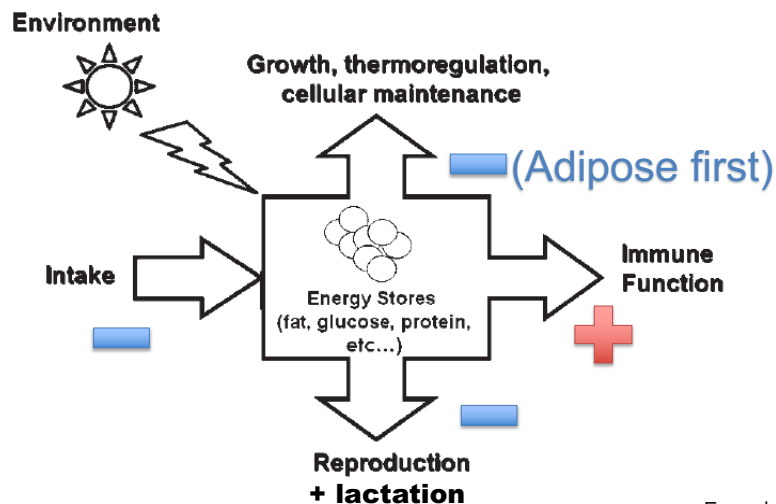 Environment
Growth, thermoregulation,
cellular maintenance
(Adipose first)
Intake
Energy Stores
(fat, glucose, protein,
etc...)
Immune
Function
Reproduction
+ lactation